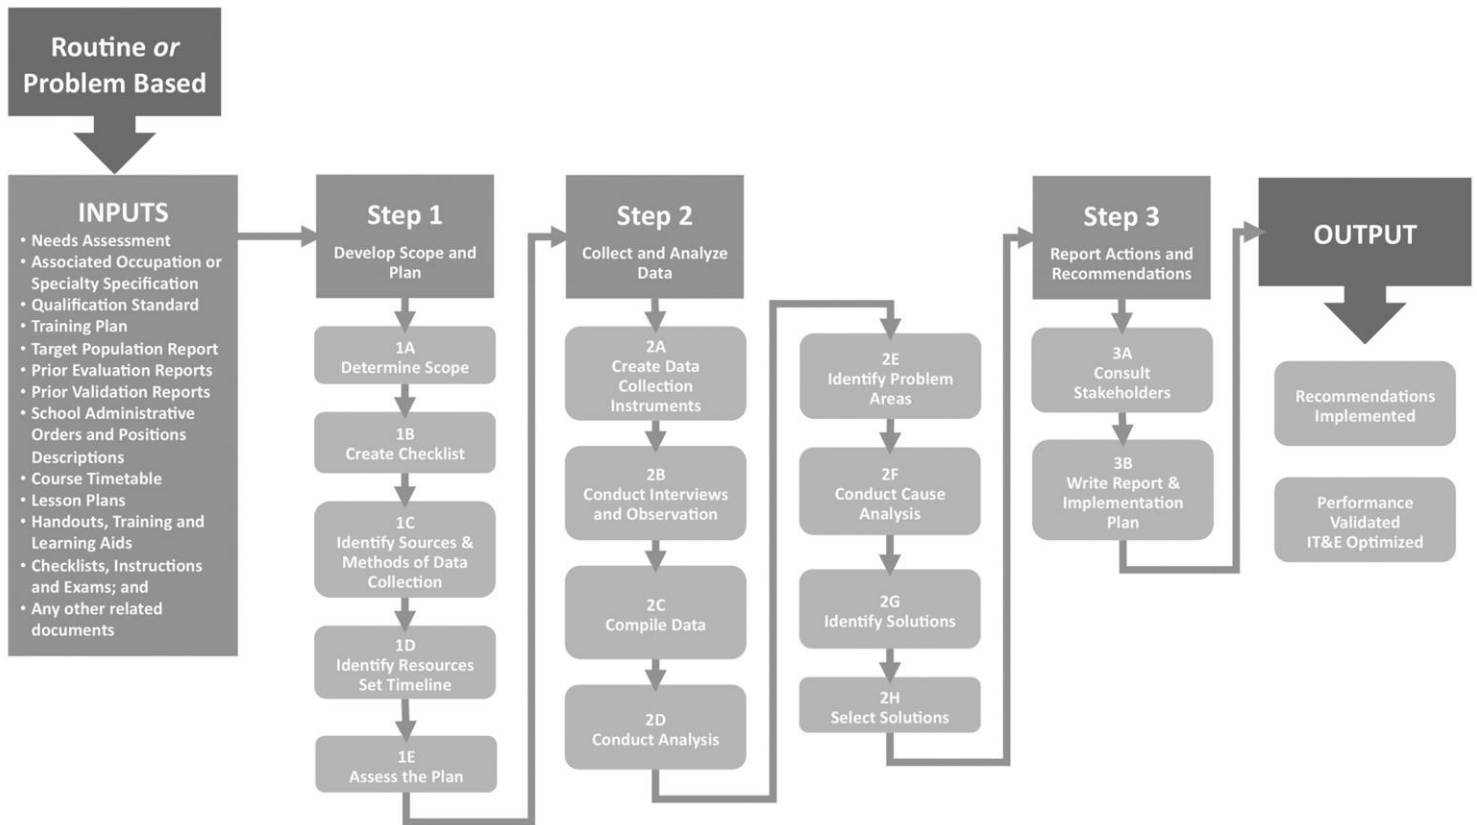 Routine or
Problem Based
INPUTS
• Needs Assessment
• Associated Occupation or
Specialty Specification
• Qualification Standard
• Training Plan
• Target Population Report
• Prior Evaluation Reports
• Prior Validation Reports
• School Administrative
Orders and Positions
Descriptions
• Course Timetable
• Lesson Plans
• Handouts, Training and
Learning Aids
• Checklists, Instructions
and Exams; and
• Any other related
documents
Step 1
Develop Scope and
Plan
1A
Determine Scope
1B
Create Checklist
1C
Identify Sources &
Methods of Data
Collection
1D
Identify Resources
Set Timeline
1E
Assess the Plan
Step 2
Collect and Analyze
Data
2A
Create Data
Collection
Instruments
2B
Conduct Interviews
and Observation
2C
Compile Data
2D
Conduct Analysis
2E
Identify Problem
Areas
2F
Conduct Cause
Analysis
2G
Identify Solutions
2H
Select Solutions
Step 3
Report Actions and
Recommendations
3A
Consult
Stakeholders
3B
Write Report &
Implementation
Plan
OUTPUT
Recommendations
Implemented
Performance
Validated
IT&E Optimized